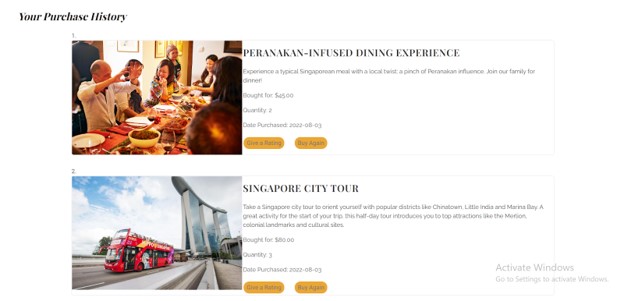 Your Purchase History
1.
PERANAKAN-INFUSED DINING EXPERIENCE
Experience a typical Singaporean meal with a local twist: a pinch of Peranakan influence. Join our family for
dinner!
Bought for: $45.00
Quantity: 2
Date Purchased: 2022-08-03
Give a Rating Buy Again
2.
SINGAPORE CITY TOUR
Take a Singapore city tour to orient yourself with popular districts like Chinatown, Little India and Marina Bay. A
great activity for the start of your trip, this half-day tour introduces you to top attractions like the Merlion,
colonial landmarks and cultural sites.
Bought for: $80.00
Quantity: 3
Date Purchased: 2022-08-03
Give a Rating Buy Again
Activate Windows
Go to Settings to activate Windows.